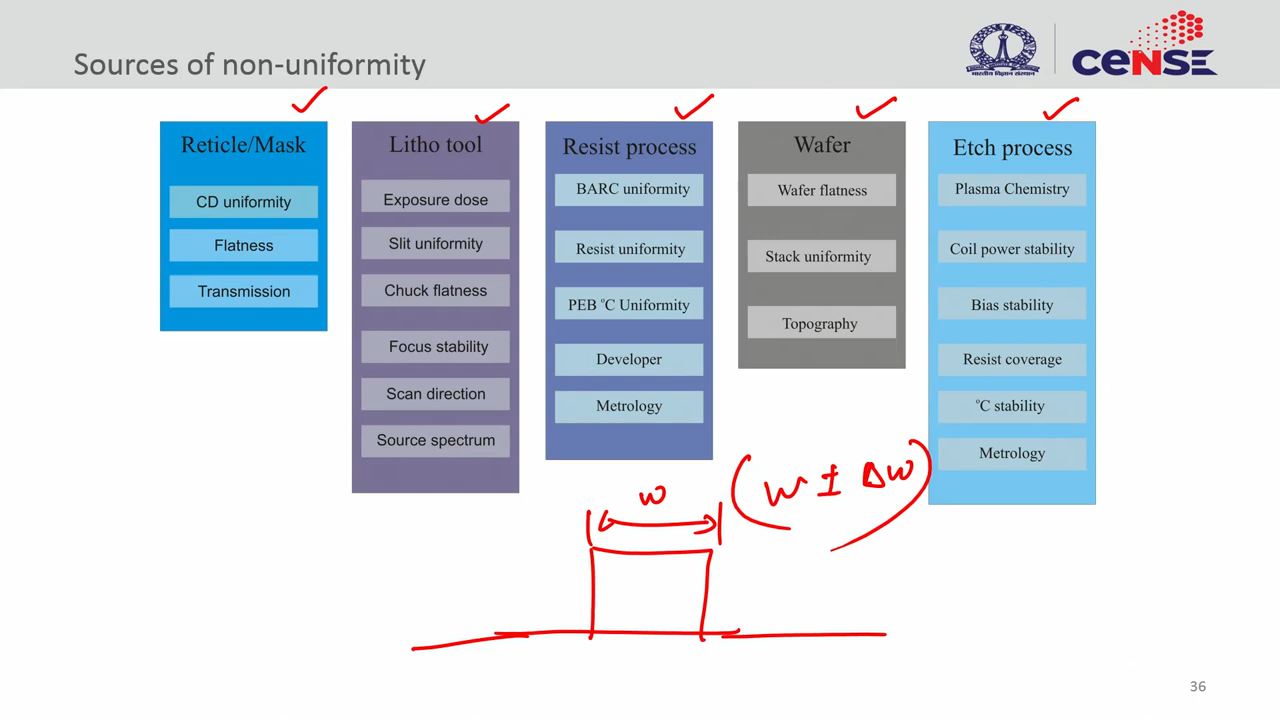 Sources of non-uniformity
भारतीय विज्ञान संस्थान
CeNSE
Reticle/Mask
CD uniformity
Flatness
Transmission
Litho tool
Exposure dose
Slit uniformity
Chuck flatness
Focus stability
Scan direction
Source spectrum
Resist process
BARC uniformity
Resist uniformity
PEB °C Uniformity
Developer
Metrology
Wafer
Wafer flatness
Stack uniformity
Topography
Etch process
Plasma Chemistry
Coil power stability
Bias stability
Resist coverage
°C stability
Metrology
w
(W ± Δw)
36